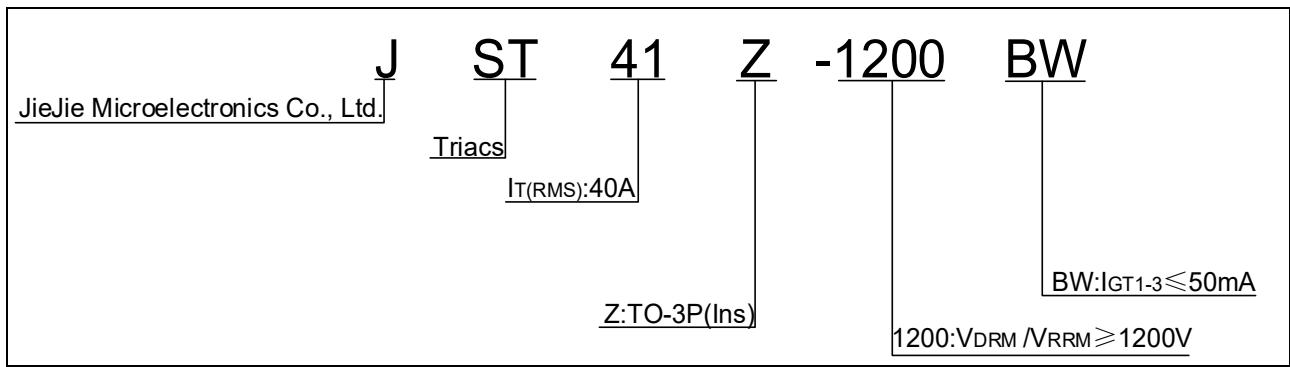 J ST 41 Z -1200 BW
JieJie Microelectronics Co., Ltd.
Triacs
IT(RMS):40A
BW:IGT1-3≤50mA
Z:TO-3P(Ins)
1200:VDRM /VRRM≥1200V